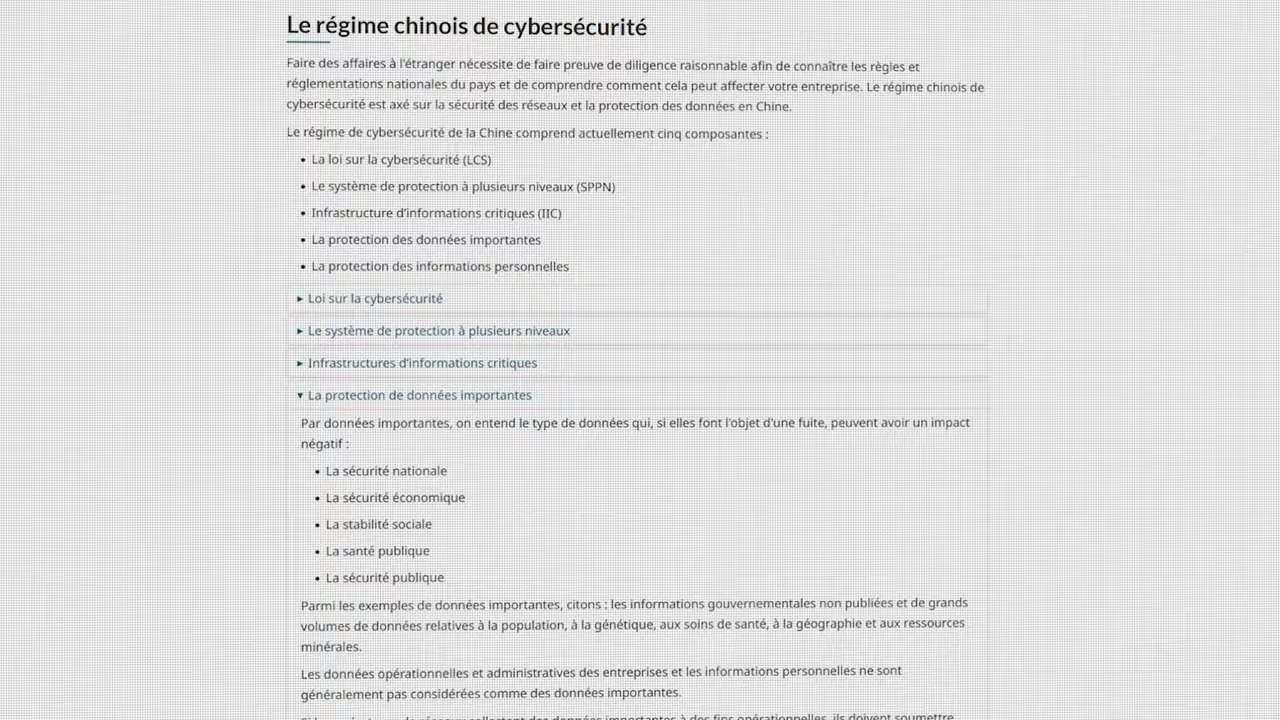 Le régime chinois de cybersécurité
Faire des affaires à l'étranger nécessite de faire preuve de diligence raisonnable afin de connaître les règles et
réglementations nationales du pays et de comprendre comment cela peut affecter votre entreprise. Le régime chinois de
cybersécurité est axé sur la sécurité des réseaux et la protection des données en Chine.
Le régime de cybersécurité de la Chine comprend actuellement cinq composantes :
• La loi sur la cybersécurité (LCS)
• Le système de protection à plusieurs niveaux (SPPN)
• Infrastructure d'informations critiques (IIC)
• La protection des données importantes
• La protection des informations personnelles
► Loi sur la cybersécurité
► Le système de protection à plusieurs niveaux
► Infrastructures d'informations critiques
▼ La protection de données importantes
Par données importantes, on entend le type de données qui, si elles font l'objet d'une fuite, peuvent avoir un impact
négatif :
• La sécurité nationale
• La sécurité économique
• La stabilité sociale
• La santé publique
• La sécurité publique
Parmi les exemples de données importantes, citons : les informations gouvernementales non publiées et de grands
volumes de données relatives à la population, à la génétique, aux soins de santé, à la géographie et aux ressources
minérales.
Les données opérationnelles et administratives des entreprises et les informations personnelles ne sont
généralement pas considérées comme des données importantes.
collectent des données importantes à des fins opérationnelles, ils doivent soumettre